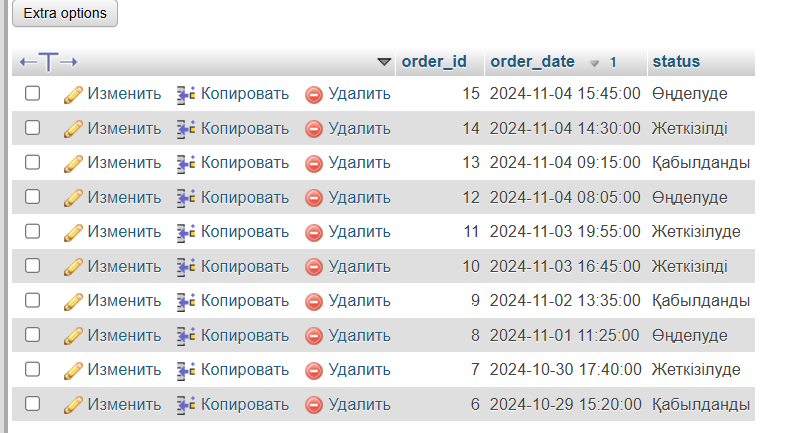 Extra options
order_id order_date 1 status
Изменить Копировать Удалить 15 2024-11-04 15:45:00 Өңделуде
Изменить Копировать Удалить 14 2024-11-04 14:30:00 Жеткізілді
Изменить Копировать Удалить 13 2024-11-04 09:15:00 Қабылданды
Изменить Копировать Удалить 12 2024-11-04 08:05:00 Өңделуде
Изменить Копировать Удалить 11 2024-11-03 19:55:00 Жеткізілуде
Изменить Копировать Удалить 10 2024-11-03 16:45:00 Жеткізілді
Изменить Копировать Удалить 9 2024-11-02 13:35:00 Қабылданды
Изменить Копировать Удалить 8 2024-11-01 11:25:00 Өңделуде
Изменить Копировать Удалить 7 2024-10-30 17:40:00 Жеткізілуде
Изменить Копировать Удалить 6 2024-10-29 15:20:00 Қабылданды